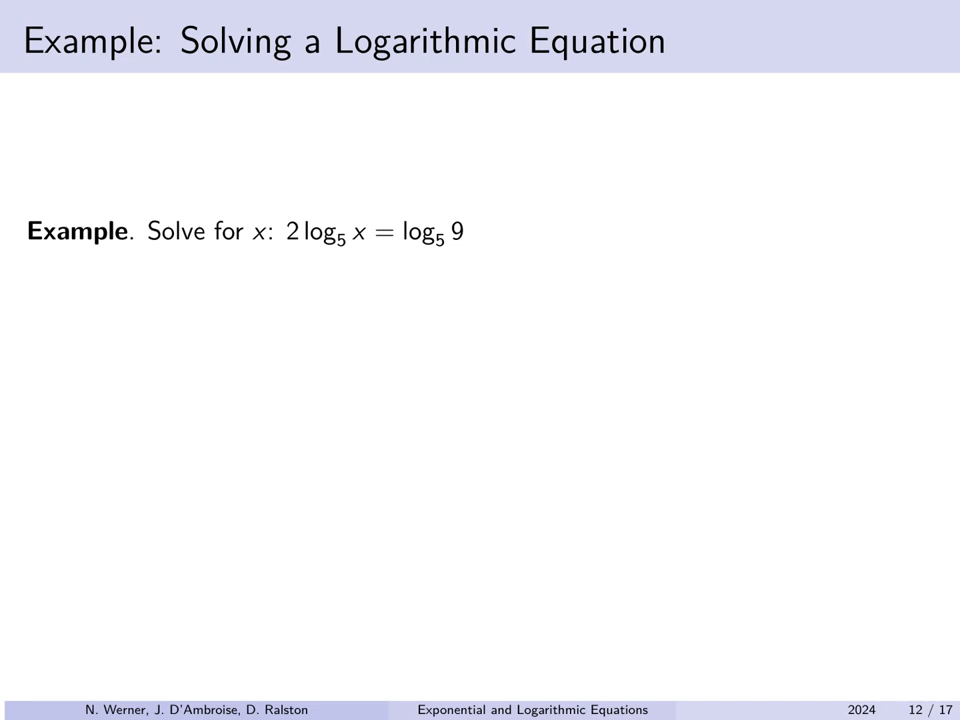 Example: Solving a Logarithmic Equation
Example. Solve for x: 2 log₅ x = log₅ 9
N. Werner, J. D'Ambroise, D. Ralston Exponential and Logarithmic Equations 2024 12 / 17